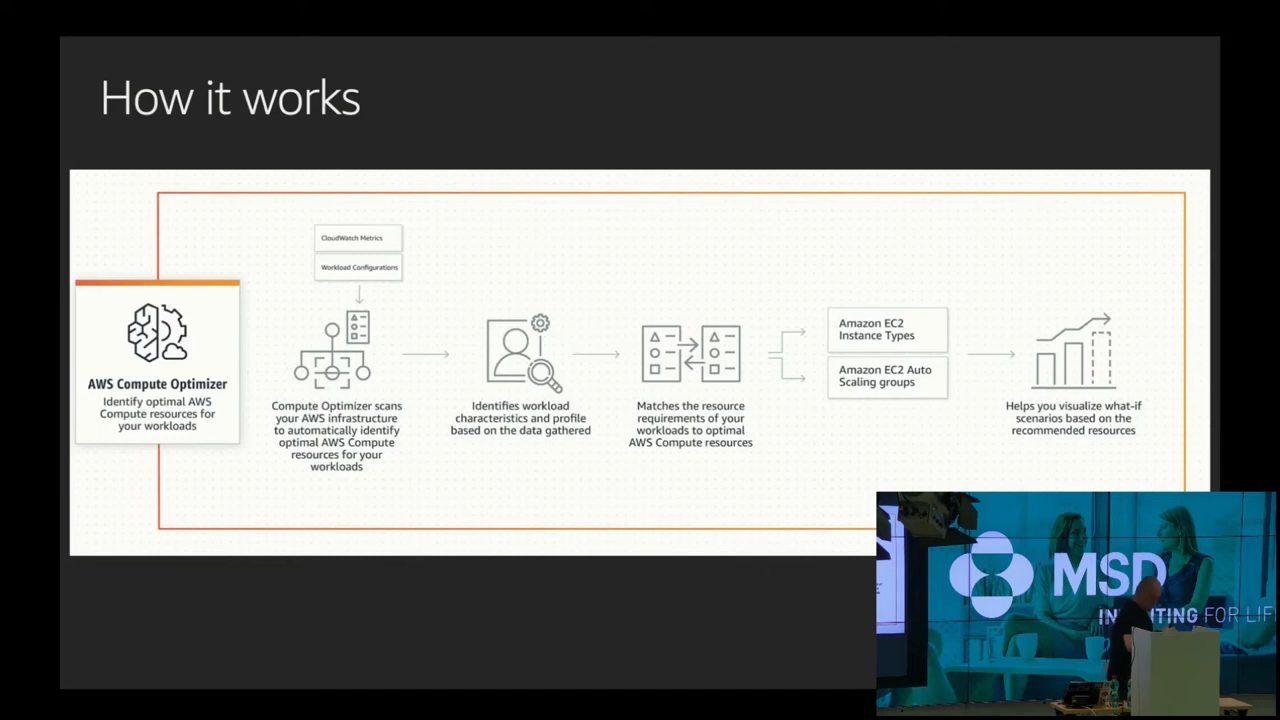 How it works
CloudWatch Metrics
Workload Configurations
AWS Compute Optimizer
Identify optimal AWS
Compute resources for
your workloads
Compute Optimizer scans
your AWS infrastructure
to automatically identify
optimal AWS Compute
resources for your
workloads
Identifies workload
characteristics and profile
based on the data gathered
Matches the resource
requirements of your
workloads to optimal
AWS Compute resources
Amazon EC2
Instance Types
Amazon EC2 Auto
Scaling groups
Helps you visualize what-if
scenarios based on the
recommended resources
MSD
FOR